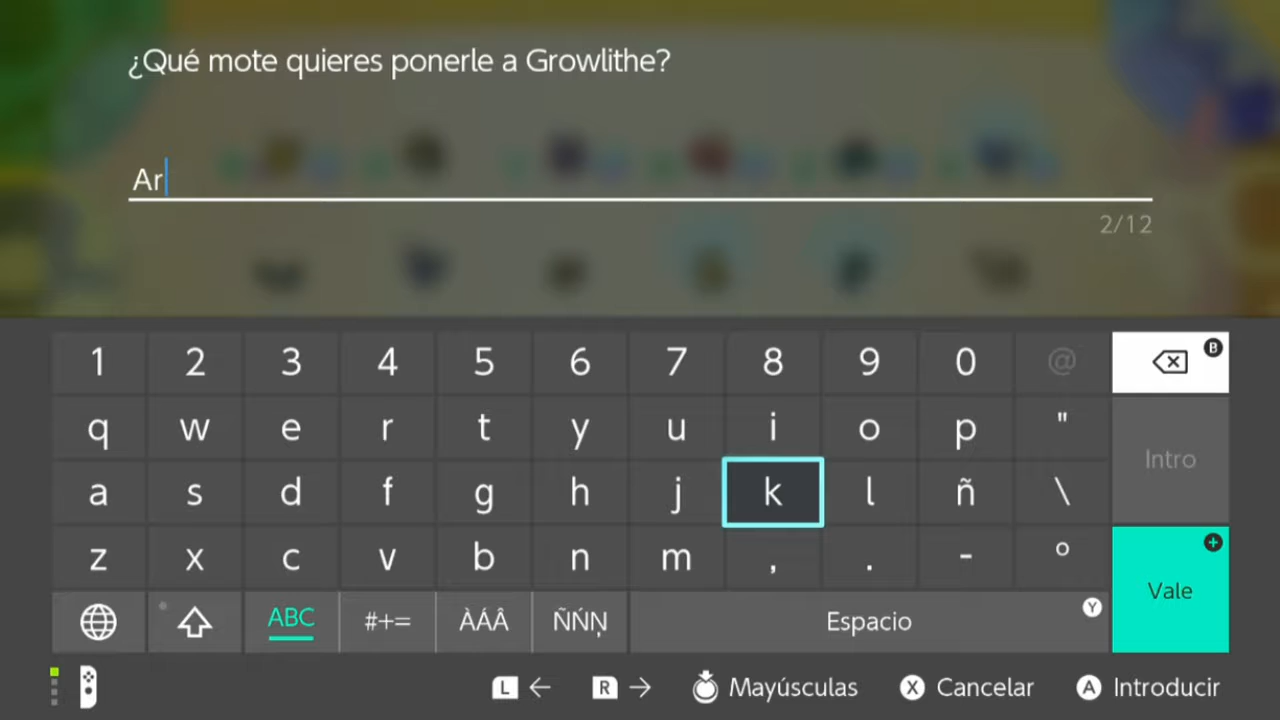 ¿Qué mote quieres ponerle a Growlithe?
Ar
2/12
1 2 3 4 5 6 7 8 9 0 @ B
q w e r t y u i o p " Intro
a s d f g h j k l ñ \
z x c v b n m , . - º + Vale
ABC #+= ÀÁÂ ÑŃŅ Espacio Y
L ← R → Mayúsculas X Cancelar A Introducir